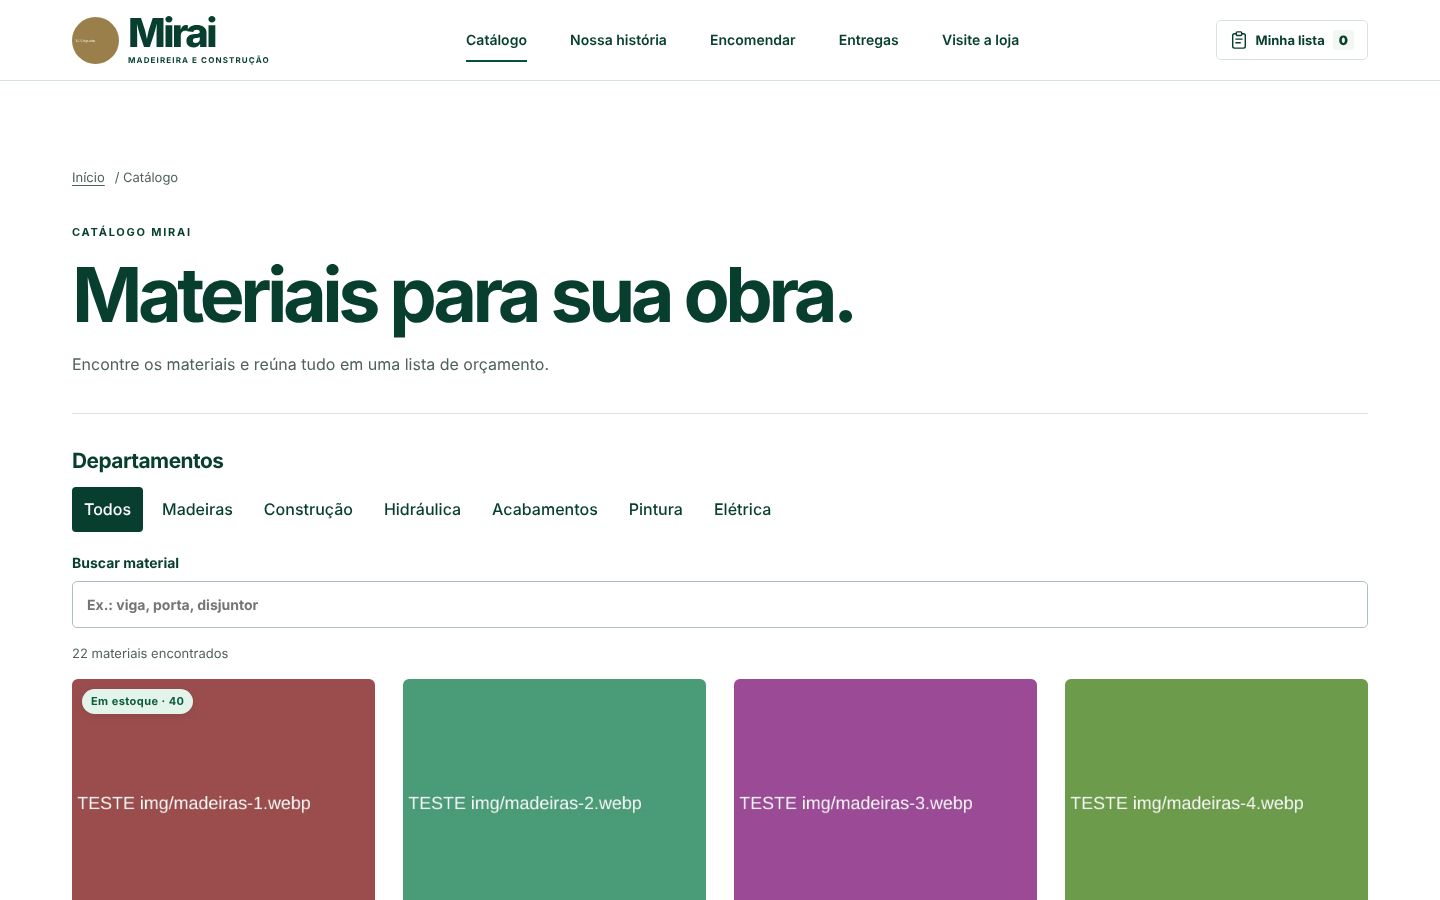 Mirai
MADEIREIRA E CONSTRUÇÃO
Catálogo
Nossa história
Encomendar
Entregas
Visite a loja
Minha lista 0
Início / Catálogo
CATÁLOGO MIRAI
Materiais para sua obra.
Encontre os materiais e reúna tudo em uma lista de orçamento.
Departamentos
Todos
Madeiras
Construção
Hidráulica
Acabamentos
Pintura
Elétrica
Buscar material
Ex.: viga, porta, disjuntor
22 materiais encontrados
Em estoque · 40
TESTE img/madeiras-1.webp
TESTE img/madeiras-2.webp
TESTE img/madeiras-3.webp
TESTE img/madeiras-4.webp